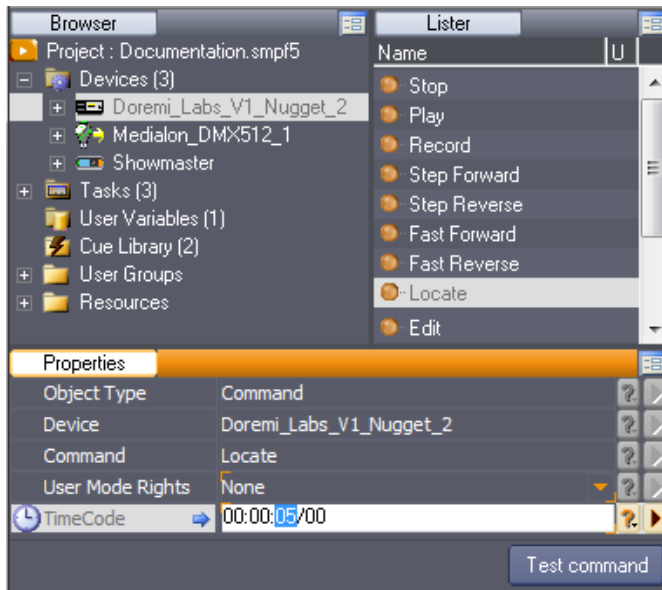 Browser
Project : Documentation.smpf5
Devices (3)
Doremi_Labs_V1_Nugget_2
Medialon_DMX512_1
Showmaster
Tasks (3)
User Variables (1)
Cue Library (2)
User Groups
Resources
Lister
Name U
Stop
Play
Record
Step Forward
Step Reverse
Fast Forward
Fast Reverse
Locate
Edit
Properties
Object Type Command
Device Doremi_Labs_V1_Nugget_2
Command Locate
User Mode Rights None
TimeCode 00:00:05/00
Test command